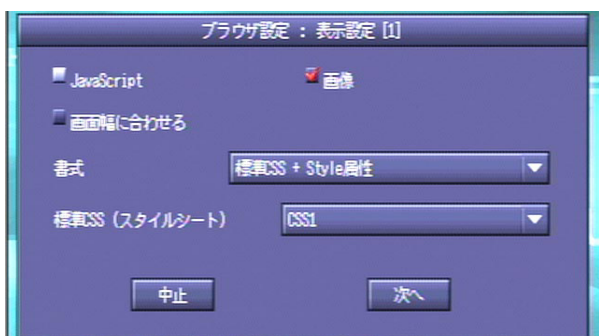 ブラウザ設定 : 表示設定 [1]
JavaScript 画像
画面幅に合わせる
書式 標準CSS + Style属性
標準CSS (スタイルシート) CSS1
中止 次へ